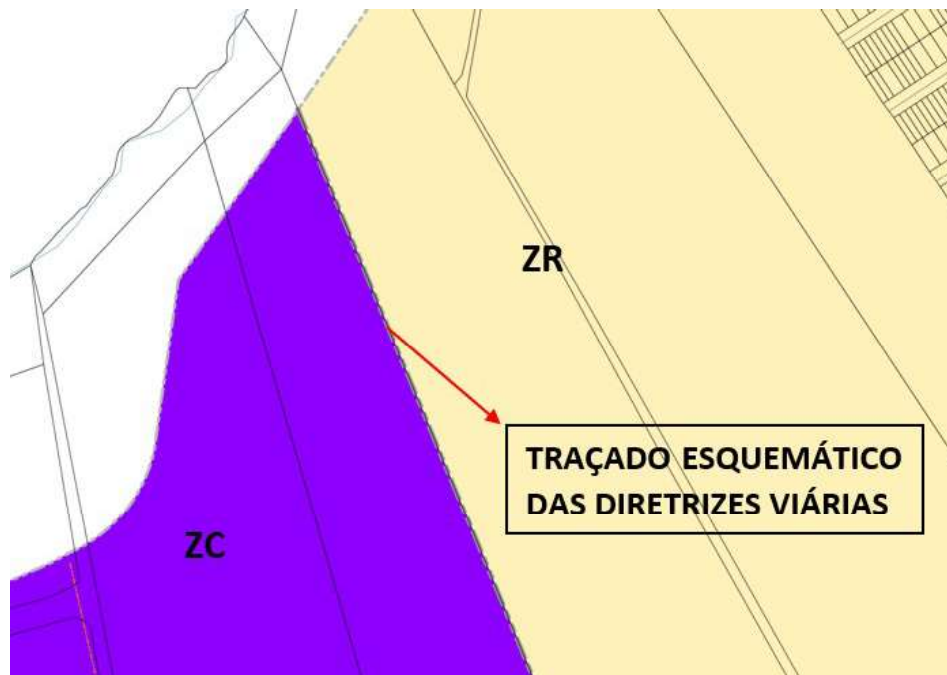 ZR
TRAÇADO ESQUEMÁTICO
DAS DIRETRIZES VIÁRIAS
ZC